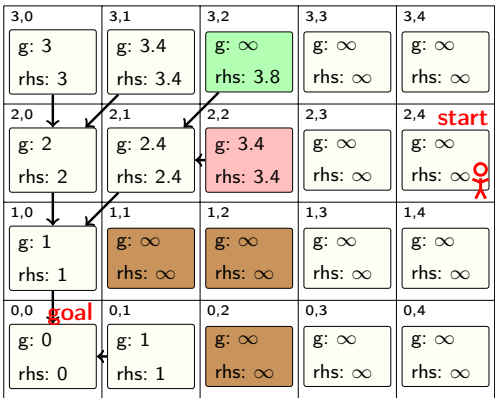 3,0 3,1 3,2 3,3 3,4
g: 3 g: 3.4 g: ∞ g: ∞ g: ∞
rhs: 3 rhs: 3.4 rhs: 3.8 rhs: ∞ rhs: ∞
2,0 2,1 2,2 2,3 2,4
start
g: 2 g: 2.4 g: 3.4 g: ∞ g: ∞
rhs: 2 rhs: 2.4 rhs: 3.4 rhs: ∞ rhs: ∞
1,0 1,1 1,2 1,3 1,4
g: 1 g: ∞ g: ∞ g: ∞ g: ∞
rhs: 1 rhs: ∞ rhs: ∞ rhs: ∞ rhs: ∞
0,0 0,1 0,2 0,3 0,4
goal
g: 0 g: 1 g: ∞ g: ∞ g: ∞
rhs: 0 rhs: 1 rhs: ∞ rhs: ∞ rhs: ∞